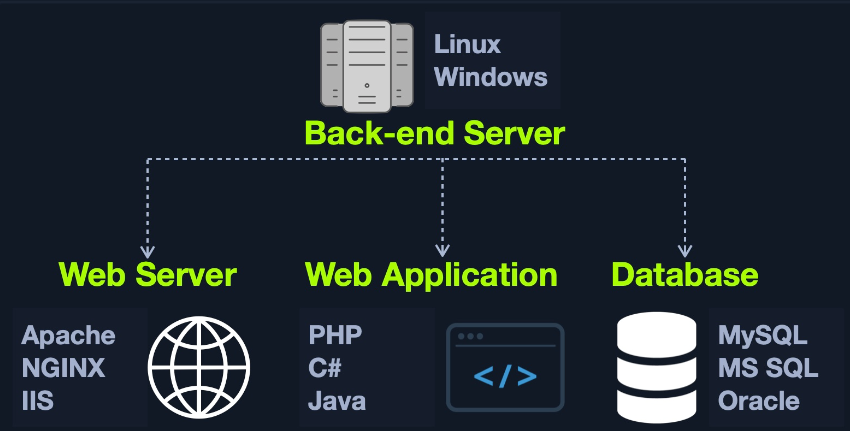 Linux
Windows
Back-end Server
Web Server
Web Application
Database
Apache
NGINX
IIS
PHP
C#
Java
</>
MySQL
MS SQL
Oracle